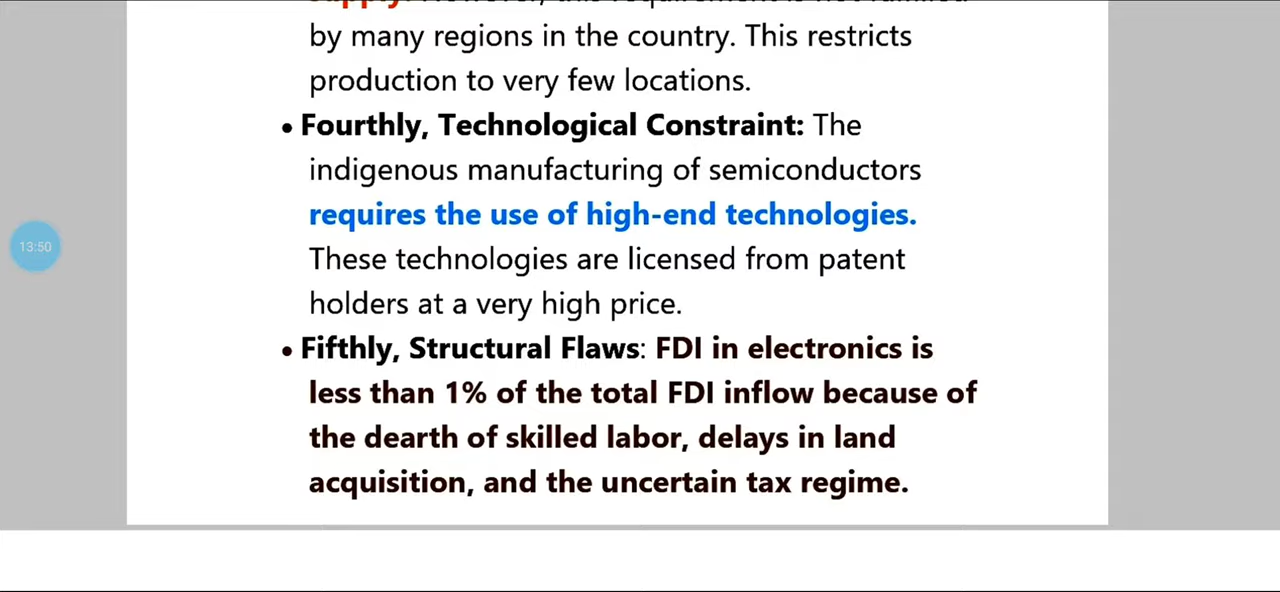 by many regions in the country. This restricts
production to very few locations.
• Fourthly, Technological Constraint: The
indigenous manufacturing of semiconductors
requires the use of high-end technologies.
These technologies are licensed from patent
holders at a very high price.
13:50
• Fifthly, Structural Flaws: FDI in electronics is
less than 1% of the total FDI inflow because of
the dearth of skilled labor, delays in land
acquisition, and the uncertain tax regime.